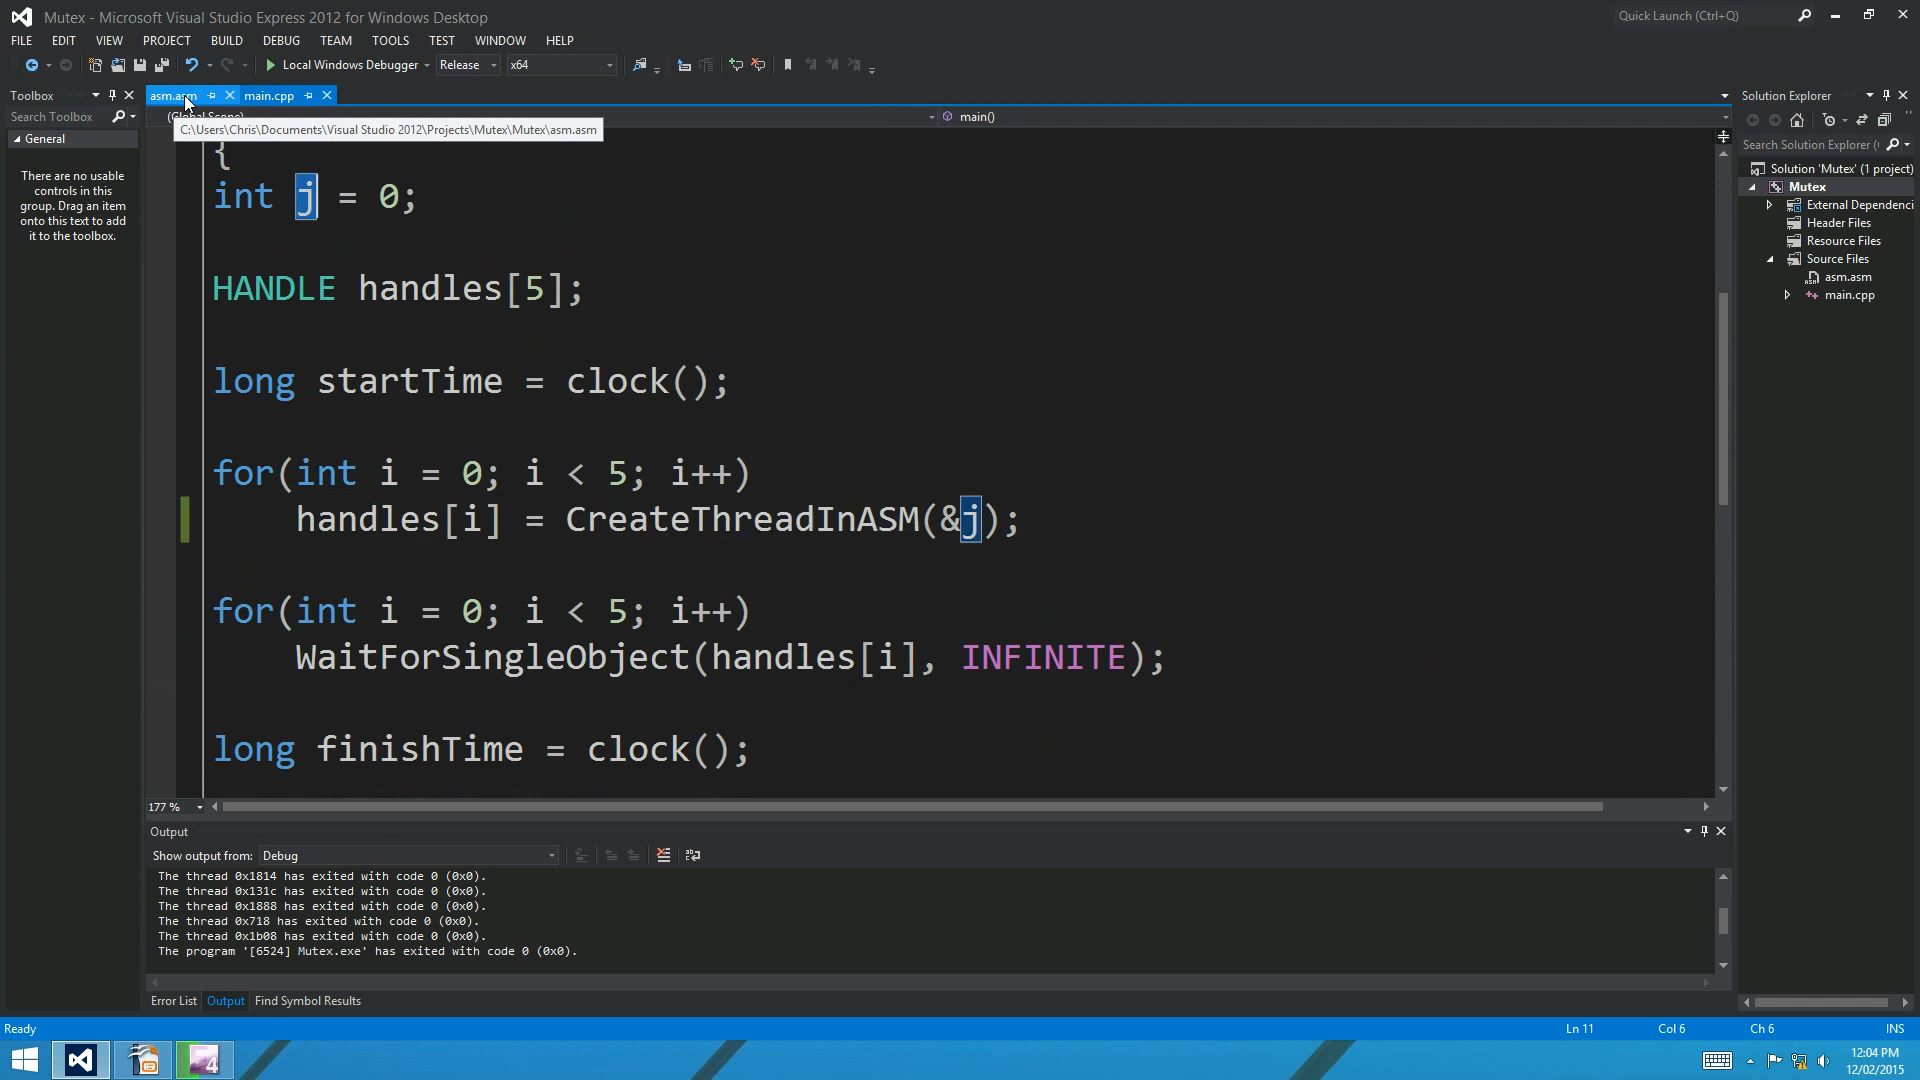 Mutex - Microsoft Visual Studio Express 2012 for Windows Desktop
Quick Launch (Ctrl+Q)
FILE EDIT VIEW PROJECT BUILD DEBUG TEAM TOOLS TEST WINDOW HELP
Local Windows Debugger Release x64
Toolbox
asm.asm main.cpp
Solution Explorer
Search Toolbox
(Global Scope)
main()
C:\Users\Chris\Documents\Visual Studio 2012\Projects\Mutex\Mutex\asm.asm
General
There are no usable
controls in this
group. Drag an item
onto this text to add
it to the toolbox.
{
int j = 0;
HANDLE handles[5];
long startTime = clock();
for(int i = 0; i < 5; i++)
handles[i] = CreateThreadInASM(&j);
for(int i = 0; i < 5; i++)
WaitForSingleObject(handles[i], INFINITE);
long finishTime = clock();
177 %
Search Solution Explorer (
Solution 'Mutex' (1 project)
Mutex
External Dependenci
Header Files
Resource Files
Source Files
asm.asm
main.cpp
Output
Show output from: Debug
The thread 0x1814 has exited with code 0 (0x0).
The thread 0x131c has exited with code 0 (0x0).
The thread 0x1888 has exited with code 0 (0x0).
The thread 0x718 has exited with code 0 (0x0).
The thread 0x1b08 has exited with code 0 (0x0).
The program '[6524] Mutex.exe' has exited with code 0 (0x0).
Error List Output Find Symbol Results
Ready
Ln 11 Col 6 Ch 6 INS
4
12:04 PM
12/02/2015